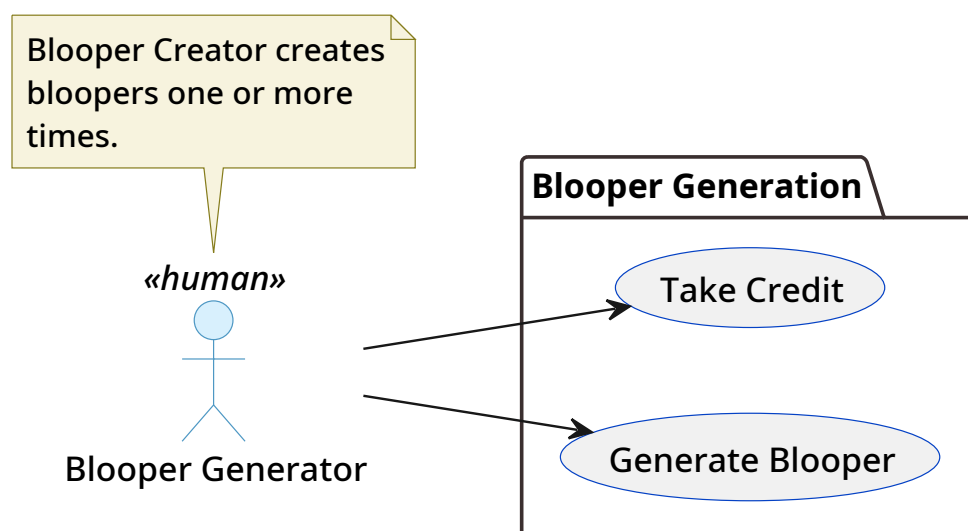 Blooper Creator creates
bloopers one or more
times.
Blooper Generation
«human»
Take Credit
Blooper Generator
Generate Blooper